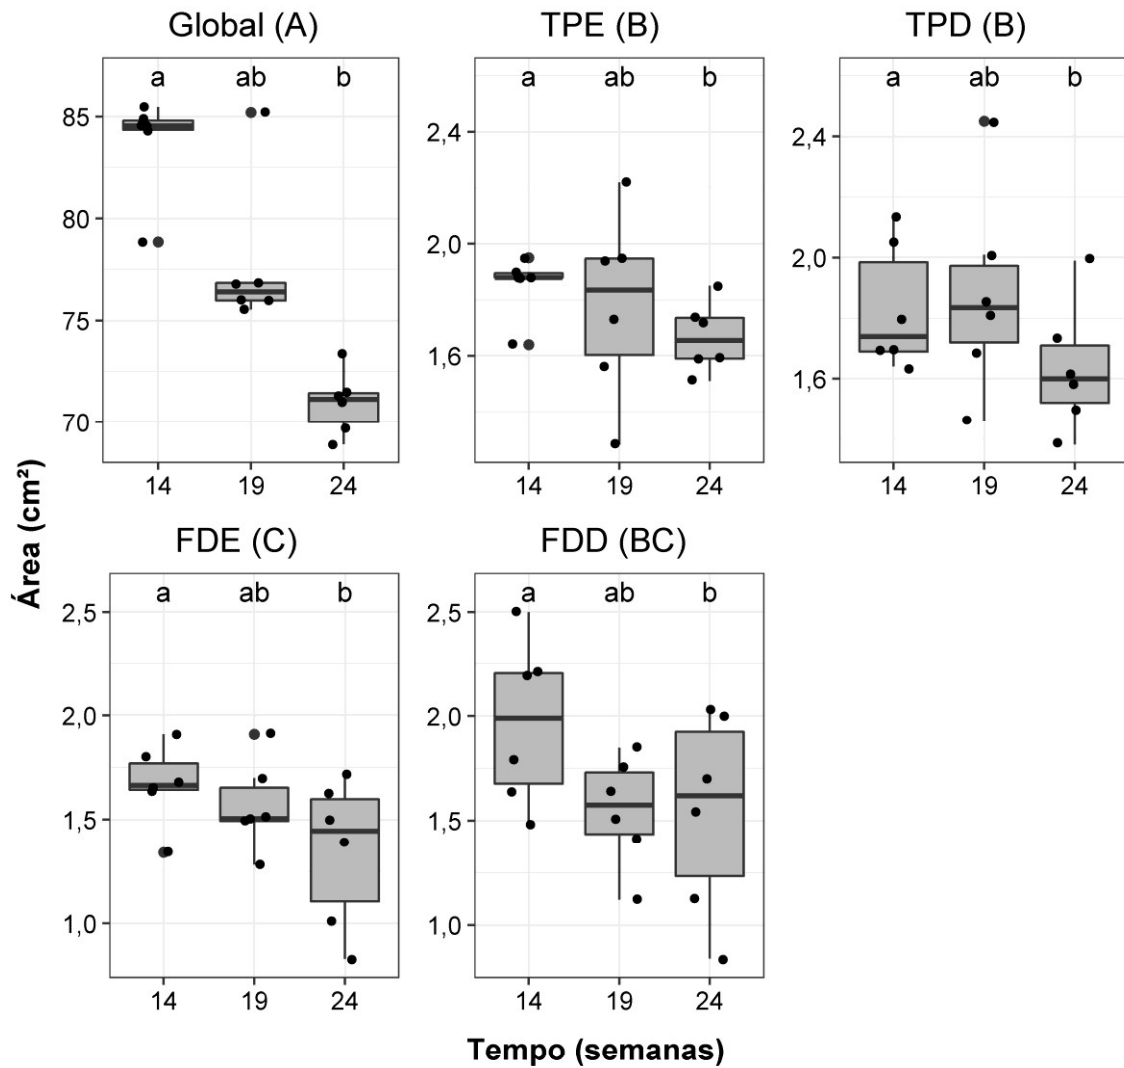 Global (A)
TPE (B)
TPD (B)
a ab b
a ab b
a ab b
85
80
75
70
2,4
2,0
1,6
2,4
2,0
1,6
14 19 24
14 19 24
14 19 24
FDE (C)
FDD (BC)
a ab b
a ab b
2,5
2,0
1,5
1,0
2,5
2,0
1,5
1,0
14 19 24
14 19 24
Área (cm²)
Tempo (semanas)